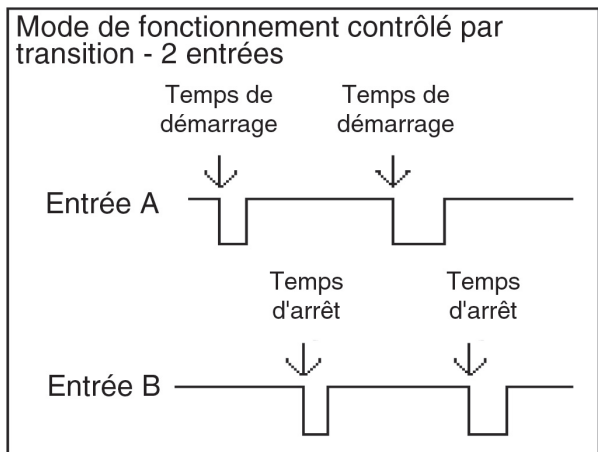 Mode de fonctionnement contrôlé par
transition - 2 entrées
Temps de
démarrage
Temps de
démarrage
Entrée A
Temps
d'arrêt
Temps
d'arrêt
Entrée B